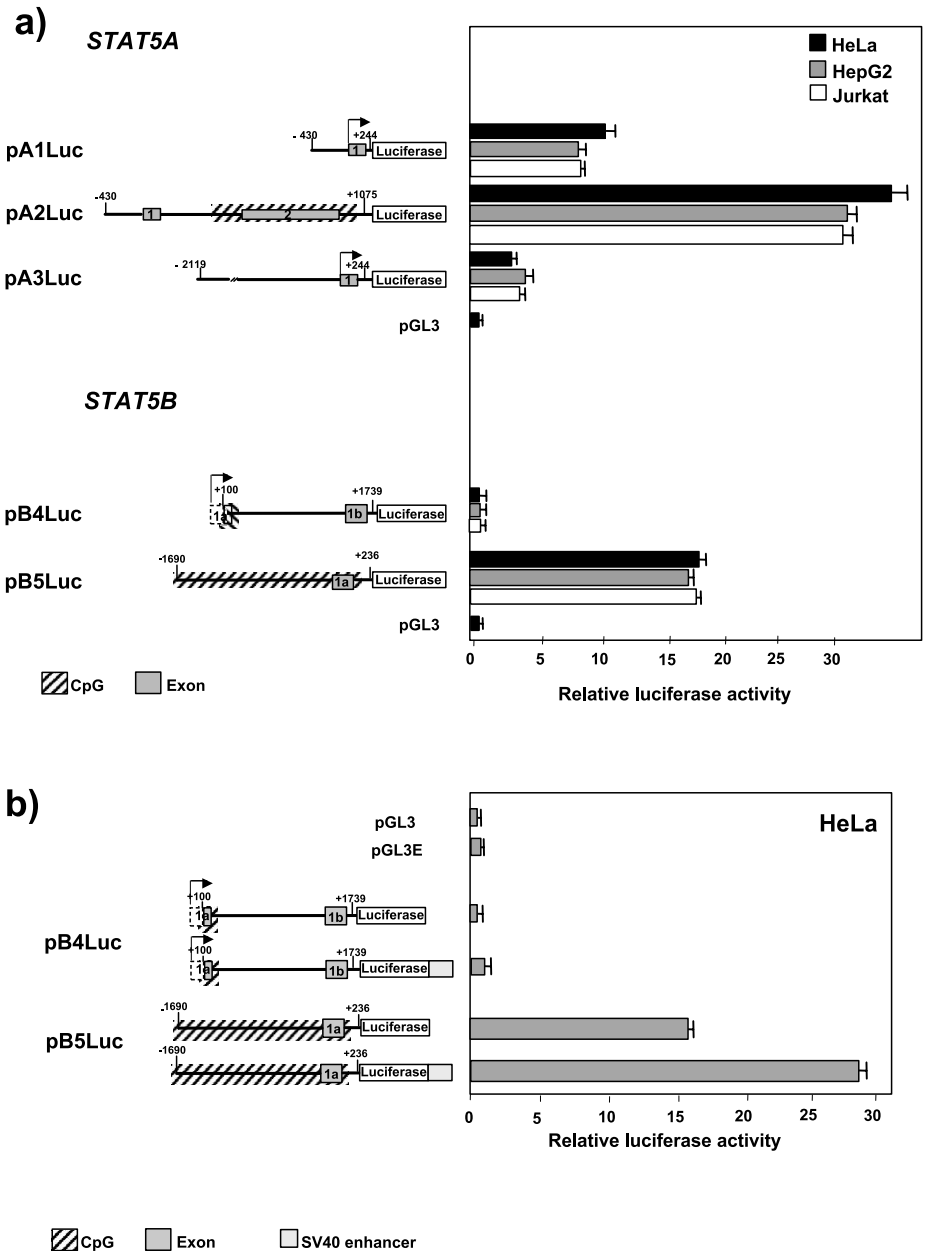 a)
STAT5A
HeLa
HepG2
Jurkat
pA1Luc
- 430
+244
1
Luciferase
pA2Luc
-430
1
2
+1075
Luciferase
pA3Luc
- 2119
+244
1
Luciferase
pGL3
STAT5B
pB4Luc
+100
1a
1b
+1739
Luciferase
pB5Luc
-1690
1a
+236
Luciferase
pGL3
0 5 10 15 20 25 30
CpG Exon
Relative luciferase activity
b)
HeLa
pGL3
pGL3E
pB4Luc
+100
1a
1b
+1739
Luciferase
+100
1a
1b
+1739
Luciferase
pB5Luc
-1690
1a
+236
Luciferase
-1690
1a
+236
Luciferase
0 5 10 15 20 25 30
Relative luciferase activity
CpG Exon SV40 enhancer